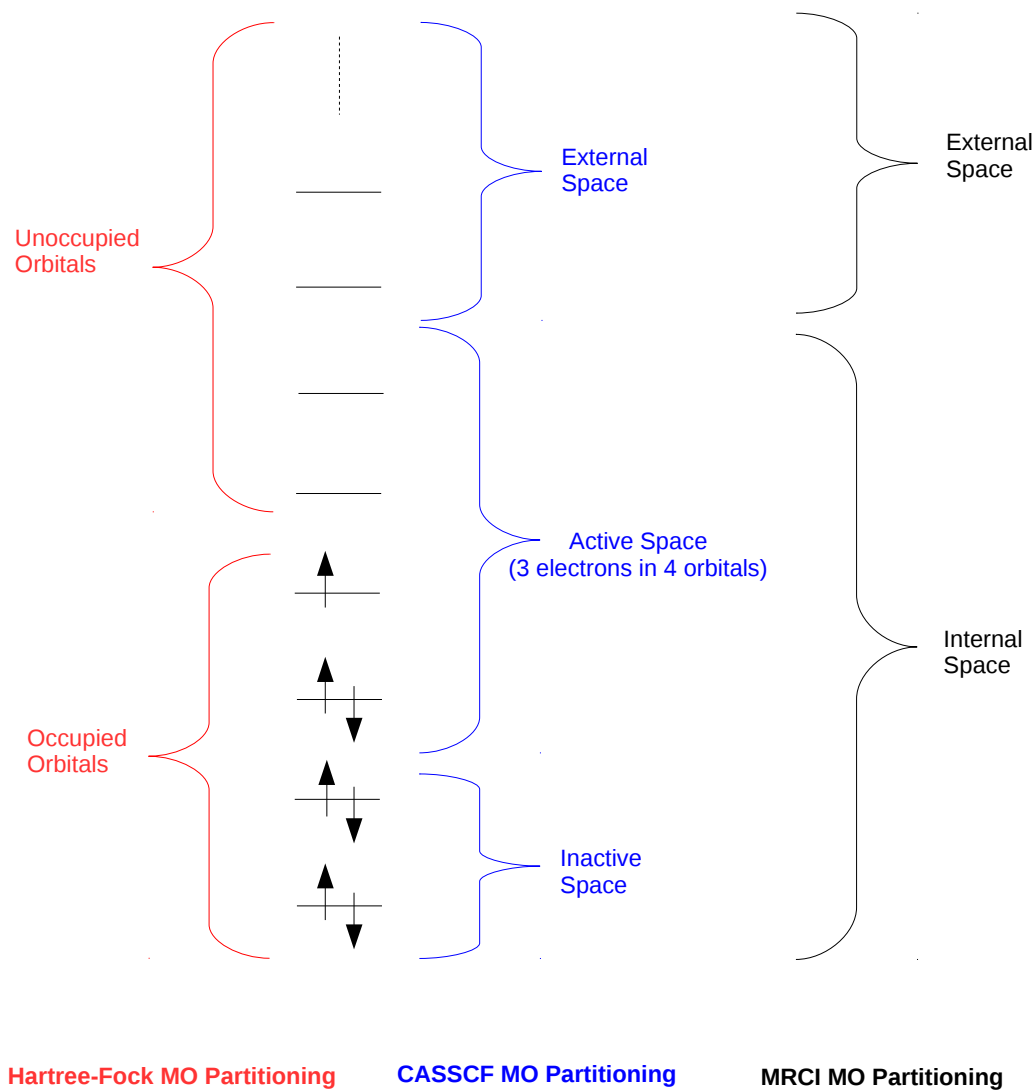 External
Space
External
Space
Unoccupied
Orbitals
Active Space
(3 electrons in 4 orbitals)
Internal
Space
Occupied
Orbitals
Inactive
Space
Hartree-Fock MO Partitioning
CASSCF MO Partitioning
MRCI MO Partitioning